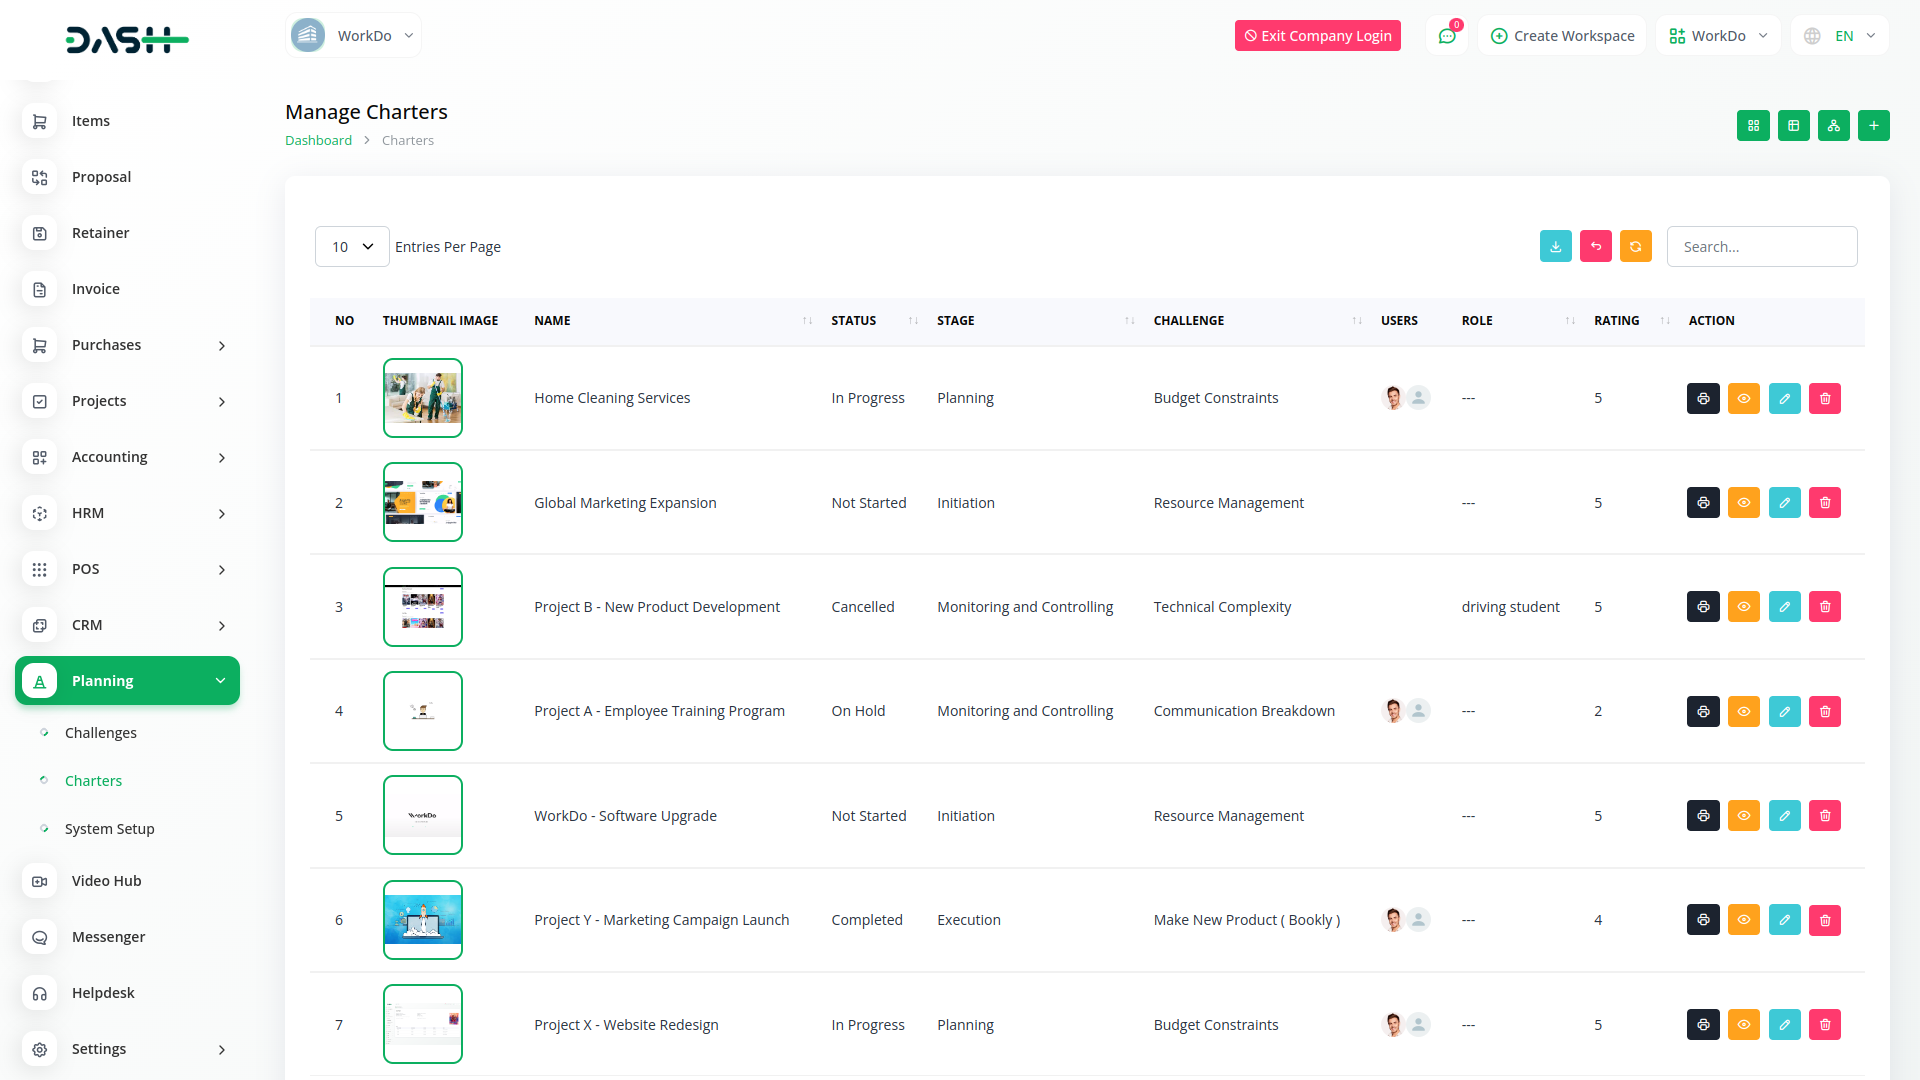 DASH
WorkDo
Exit Company Login
0
Create Workspace
WorkDo
EN
Items
Proposal
Retainer
Invoice
Purchases
Projects
Accounting
HRM
POS
CRM
Planning
Challenges
Charters
System Setup
Video Hub
Messenger
Helpdesk
Settings
Manage Charters
Dashboard > Charters
10 Entries Per Page
Search...
NO THUMBNAIL IMAGE NAME STATUS STAGE CHALLENGE USERS ROLE RATING ACTION
1 Home Cleaning Services In Progress Planning Budget Constraints --- 5
2 Global Marketing Expansion Not Started Initiation Resource Management --- 5
3 Project B - New Product Development Cancelled Monitoring and Controlling Technical Complexity driving student 5
4 Project A - Employee Training Program On Hold Monitoring and Controlling Communication Breakdown --- 2
5 WorkDo WorkDo - Software Upgrade Not Started Initiation Resource Management --- 5
6 Project Y - Marketing Campaign Launch Completed Execution Make New Product ( Bookly ) --- 4
7 Project X - Website Redesign In Progress Planning Budget Constraints --- 5